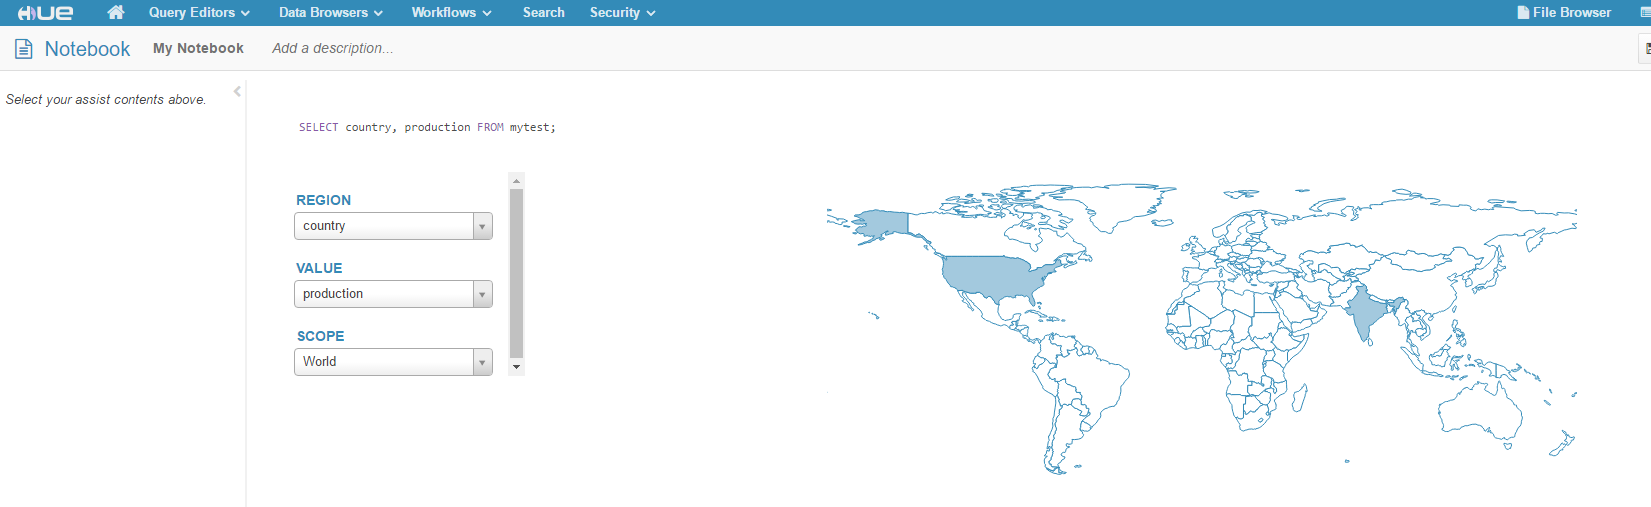 HUE Query Editors Data Browsers Workflows Search Security File Browser
Notebook My Notebook Add a description...
Select your assist contents above.
SELECT country, production FROM mytest;
REGION
country
VALUE
production
SCOPE
World